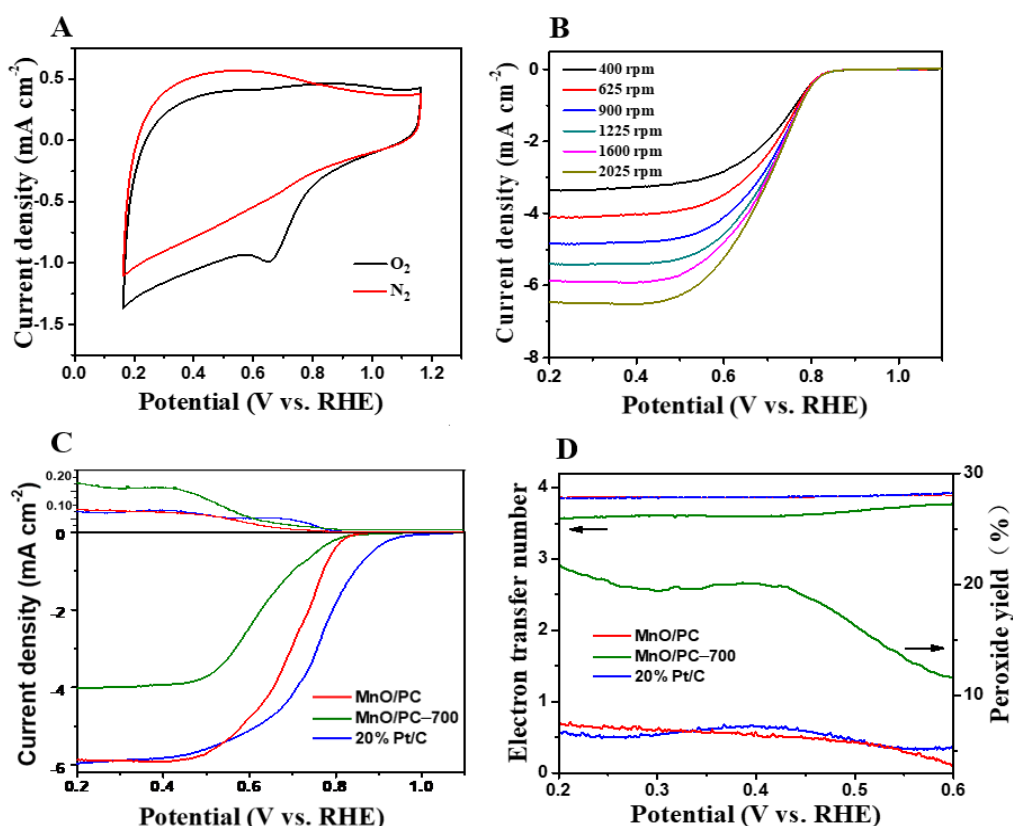 A
Current density (mA cm⁻²)
1.0
0.5
0.0
-0.5
-1.0
-1.5
O₂
N₂
0.0 0.2 0.4 0.6 0.8 1.0 1.2
Potential (V vs. RHE)
B
Current density (mA cm⁻²)
0
-2
-4
-6
-8
400 rpm
625 rpm
900 rpm
1225 rpm
1600 rpm
2025 rpm
0.2 0.4 0.6 0.8 1.0
Potential (V vs. RHE)
C
Current density (mA cm⁻²)
0.20
0.10
0
-2
-4
-6
MnO/PC
MnO/PC–700
20% Pt/C
0.2 0.4 0.6 0.8 1.0
Potential (V vs. RHE)
D
Electron transfer number
4
3
2
1
0
MnO/PC
MnO/PC–700
20% Pt/C
30
20
10
Peroxide yield（%）
0.2 0.3 0.4 0.5 0.6
Potential (V vs. RHE)